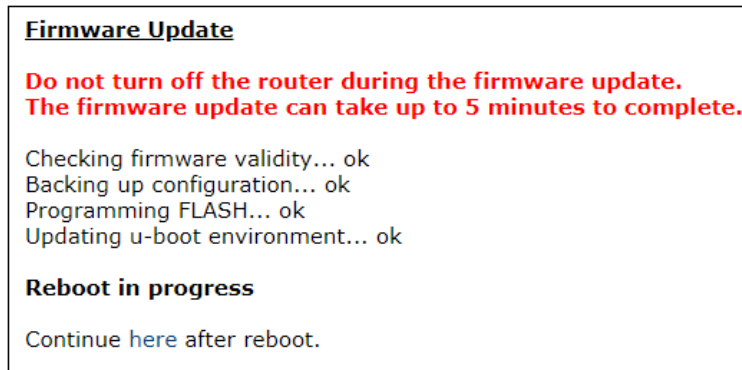 Firmware Update
Do not turn off the router during the firmware update.
The firmware update can take up to 5 minutes to complete.
Checking firmware validity... ok
Backing up configuration... ok
Programming FLASH... ok
Updating u-boot environment... ok
Reboot in progress
Continue here after reboot.